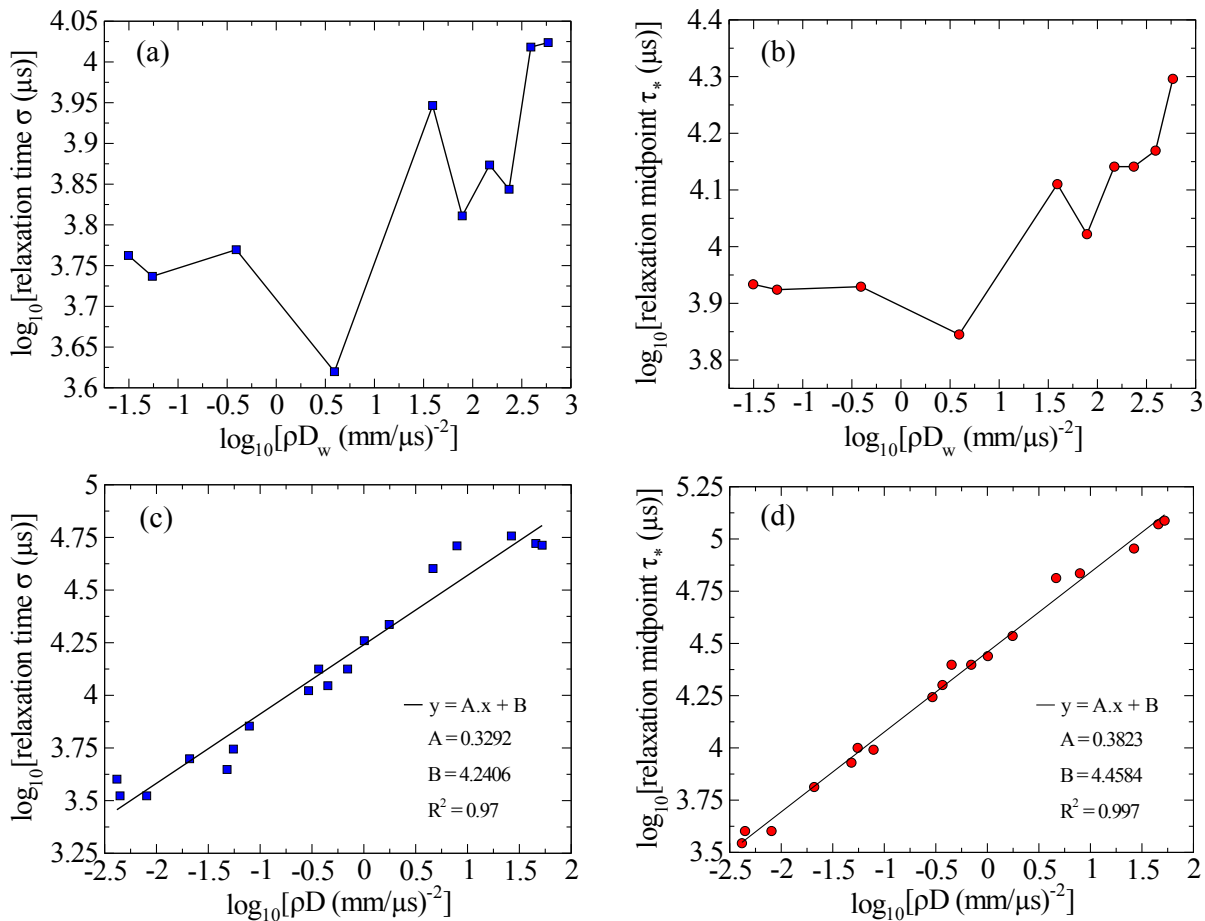 (a)
log₁₀[relaxation time σ (μs)]
4.05
4
3.95
3.9
3.85
3.8
3.75
3.7
3.65
3.6
-1.5 -1 -0.5 0 0.5 1 1.5 2 2.5 3
log₁₀[ρD_w (mm/μs)⁻²]
(b)
log₁₀[relaxation midpoint τ* (μs)]
4.4
4.3
4.2
4.1
4
3.9
3.8
-1.5 -1 -0.5 0 0.5 1 1.5 2 2.5 3
log₁₀[ρD_w (mm/μs)⁻²]
(c)
log₁₀[relaxation time σ (μs)]
5
4.75
4.5
4.25
4
3.75
3.5
3.25
y = A.x + B
A = 0.3292
B = 4.2406
R² = 0.97
-2.5 -2 -1.5 -1 -0.5 0 0.5 1 1.5 2
log₁₀[ρD (mm/μs)⁻²]
(d)
log₁₀[relaxation midpoint τ* (μs)]
5.25
5
4.75
4.5
4.25
4
3.75
3.5
y = A.x + B
A = 0.3823
B = 4.4584
R² = 0.997
-2.5 -2 -1.5 -1 -0.5 0 0.5 1 1.5 2
log₁₀[ρD (mm/μs)⁻²]